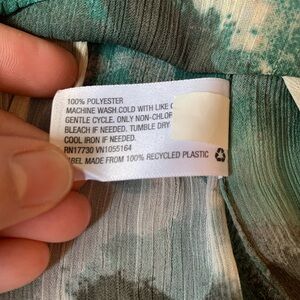 100% POLYESTER
MACHINE WASH COLD WITH LIKE C
GENTLE CYCLE. ONLY NON-CHLOR
BLEACH IF NEEDED. TUMBLE DRY
COOL IRON IF NEEDED.
RN17730 VN1055164
LABEL MADE FROM 100% RECYCLED PLASTIC